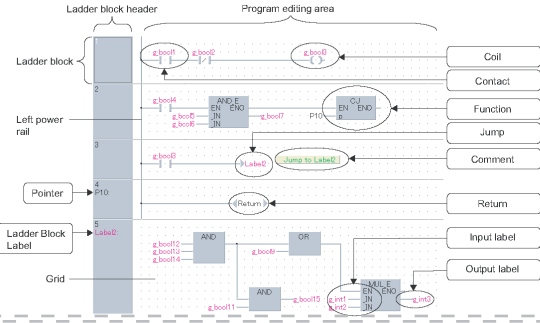 Ladder block header
Program editing area
Ladder block
1
g_bool1
g_bool2
g_bool3
Coil
Contact
2
g_bool4
AND_E
EN ENO
g_bool5
_IN
g_bool7
g_bool6
_IN
CJ
EN ENO
P10
p
Function
Left power
rail
Jump
3
g_bool3
Label2
Jump to Label2
Comment
Pointer
4
P10:
Return
Return
Ladder Block
Label
5
Label2:
AND
g_bool12
g_bool13
g_bool14
OR
g_bool9
Input label
Output label
Grid
AND
g_bool11
g_bool15
MUL_E
EN ENO
g_int1
_IN
g_int3
g_int2
_IN